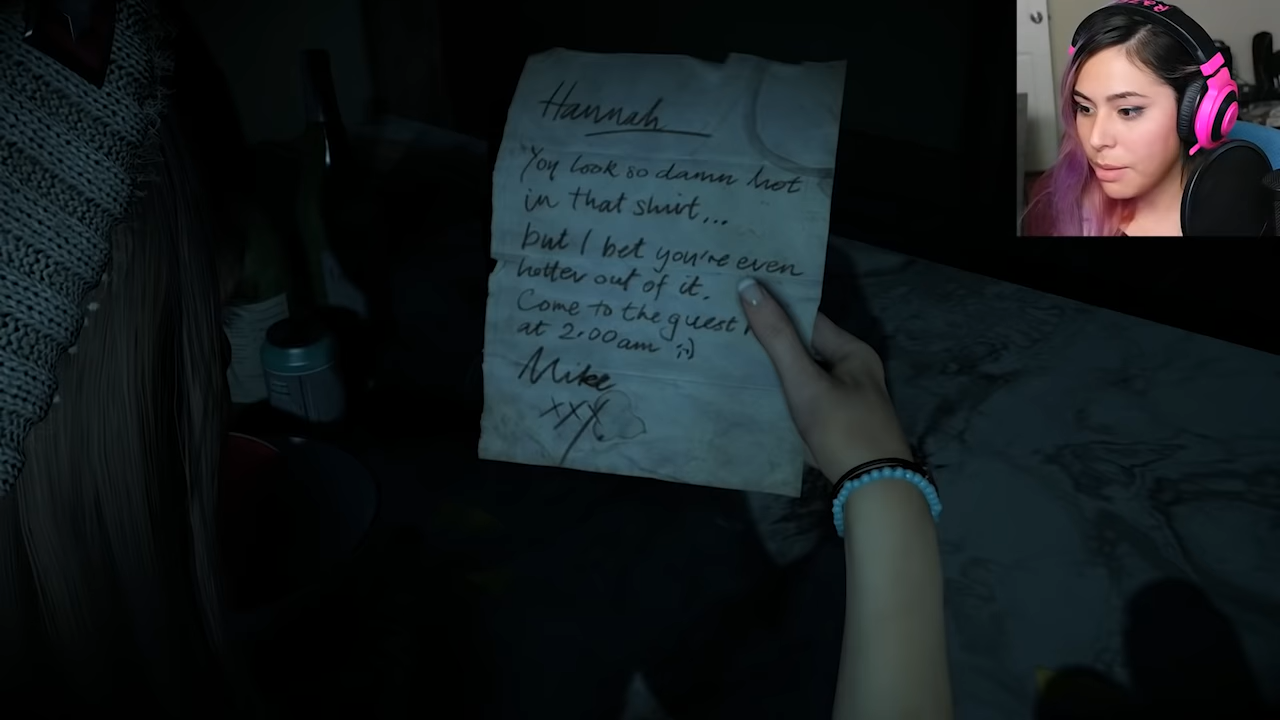 Hannah
You look so damn hot
in that shirt...
but I bet you're even
hotter out of it.
Come to the guest
at 2.00am ;)
Mike
xxx